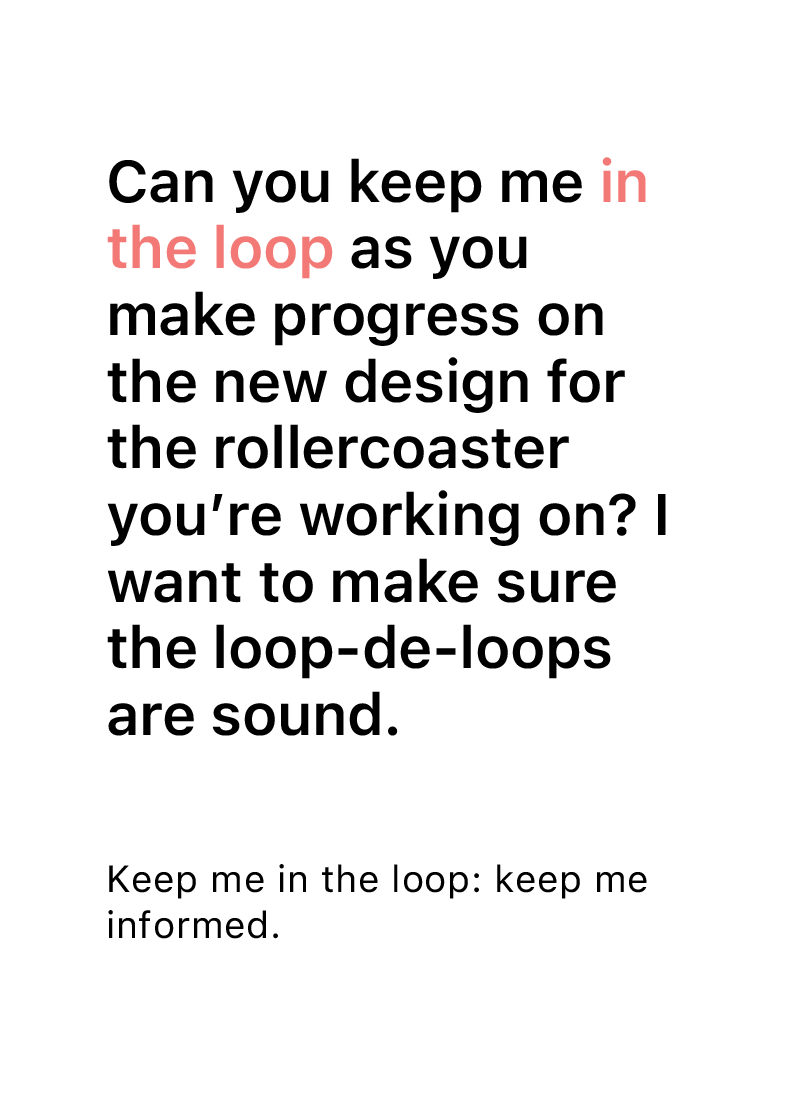 Can you keep me in
the loop as you
make progress on
the new design for
the rollercoaster
you’re working on? I
want to make sure
the loop-de-loops
are sound.
Keep me in the loop: keep me
informed.